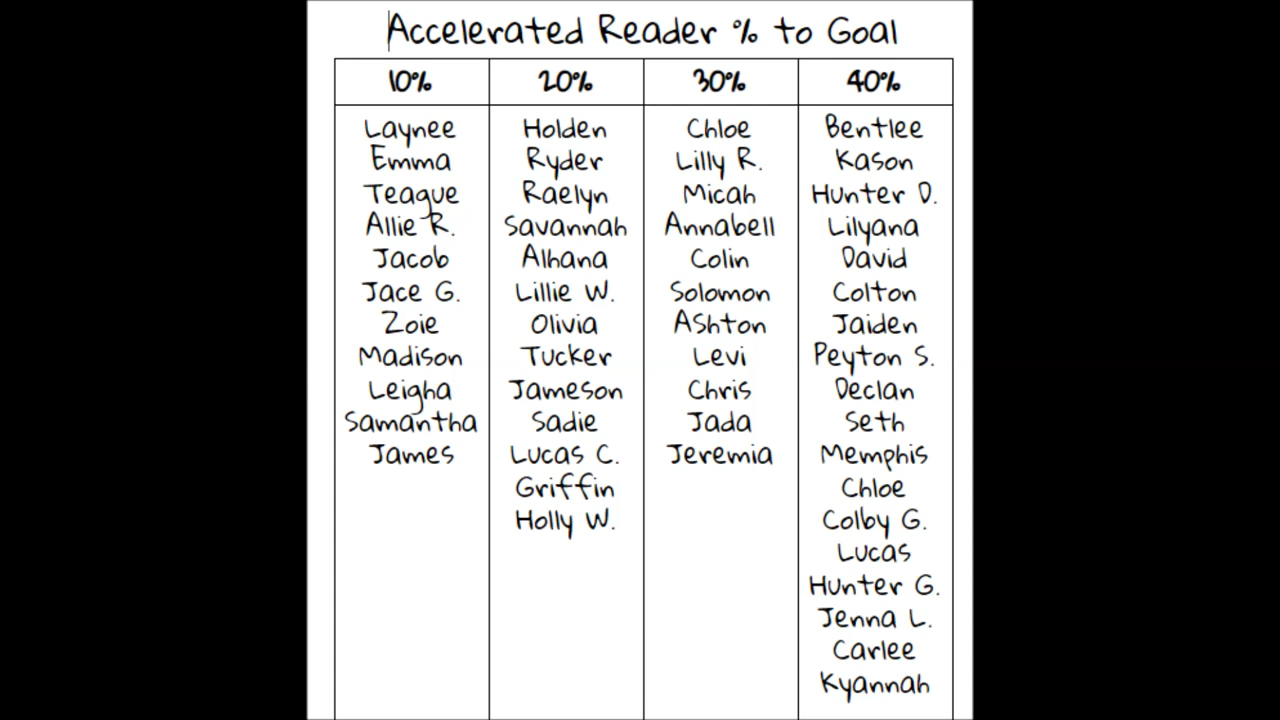 Accelerated Reader % to Goal
10% 20% 30% 40%
Laynee Holden Chloe Bentlee
Emma Ryder Lilly R. Kason
Teague Raelyn Micah Hunter D.
Allie R. Savannah Annabell Lilyana
Jacob Alhana Colin David
Jace G. Lillie W. Solomon Colton
Zoie Olivia AShton Jaiden
Madison Tucker Levi Peyton S.
Leigha Jameson Chris Declan
Samantha Sadie Jada Seth
James Lucas C. Jeremia Memphis
Griffin Chloe
Holly W. Colby G.
Lucas
Hunter G.
Jenna L.
Carlee
Kyannah